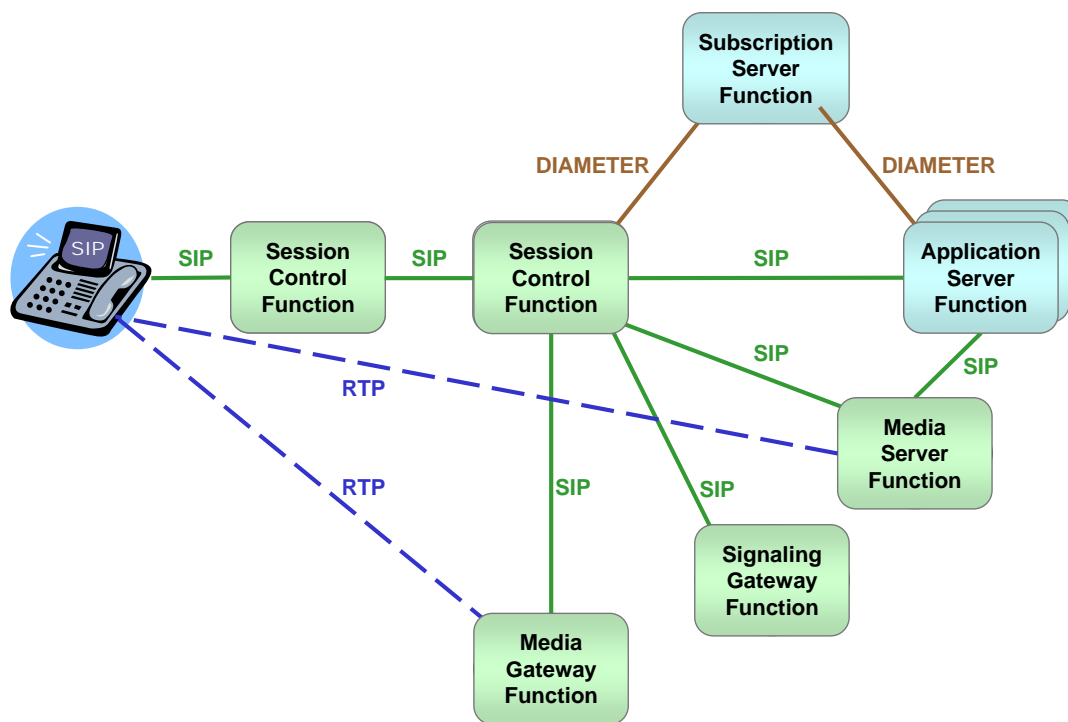 Subscription
Server
Function
DIAMETER
DIAMETER
SIP
SIP
Session
Control
Function
SIP
Session
Control
Function
SIP
Application
Server
Function
SIP
SIP
RTP
Media
Server
Function
RTP
SIP
SIP
Signaling
Gateway
Function
Media
Gateway
Function